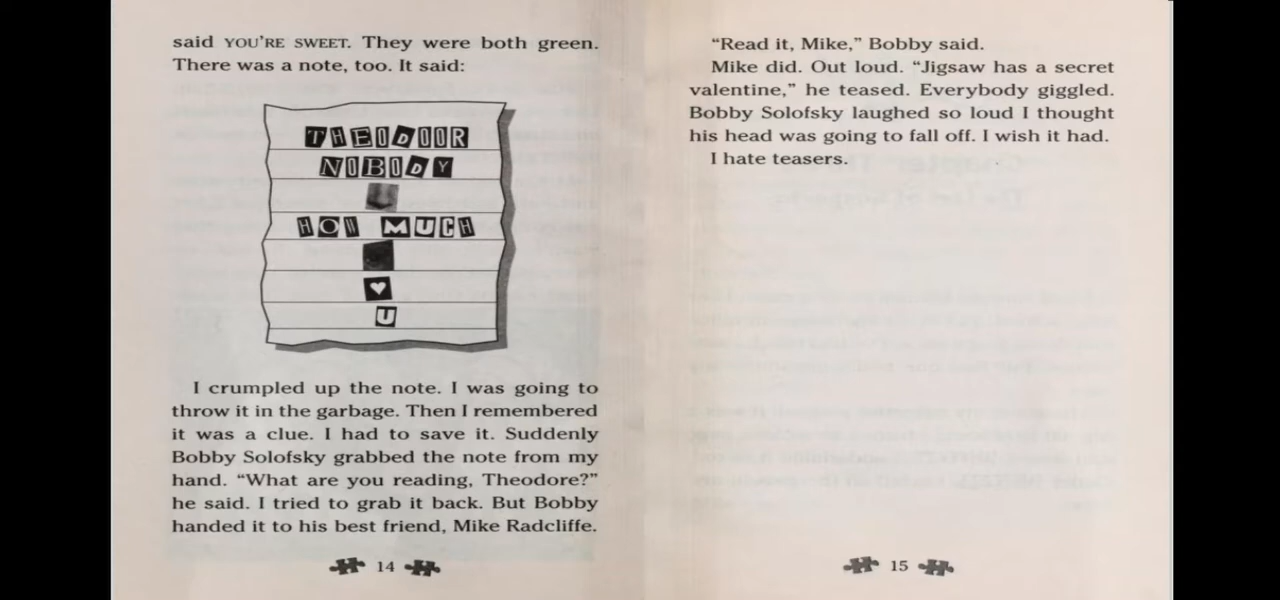 said YOU'RE SWEET. They were both green.
There was a note, too. It said:
THEODOOR
NOBODY
HOW MUCH
♥
U
I crumpled up the note. I was going to
throw it in the garbage. Then I remembered
it was a clue. I had to save it. Suddenly
Bobby Solofsky grabbed the note from my
hand. “What are you reading, Theodore?”
he said. I tried to grab it back. But Bobby
handed it to his best friend, Mike Radcliffe.
14
“Read it, Mike,” Bobby said.
Mike did. Out loud. “Jigsaw has a secret
valentine,” he teased. Everybody giggled.
Bobby Solofsky laughed so loud I thought
his head was going to fall off. I wish it had.
I hate teasers.
15